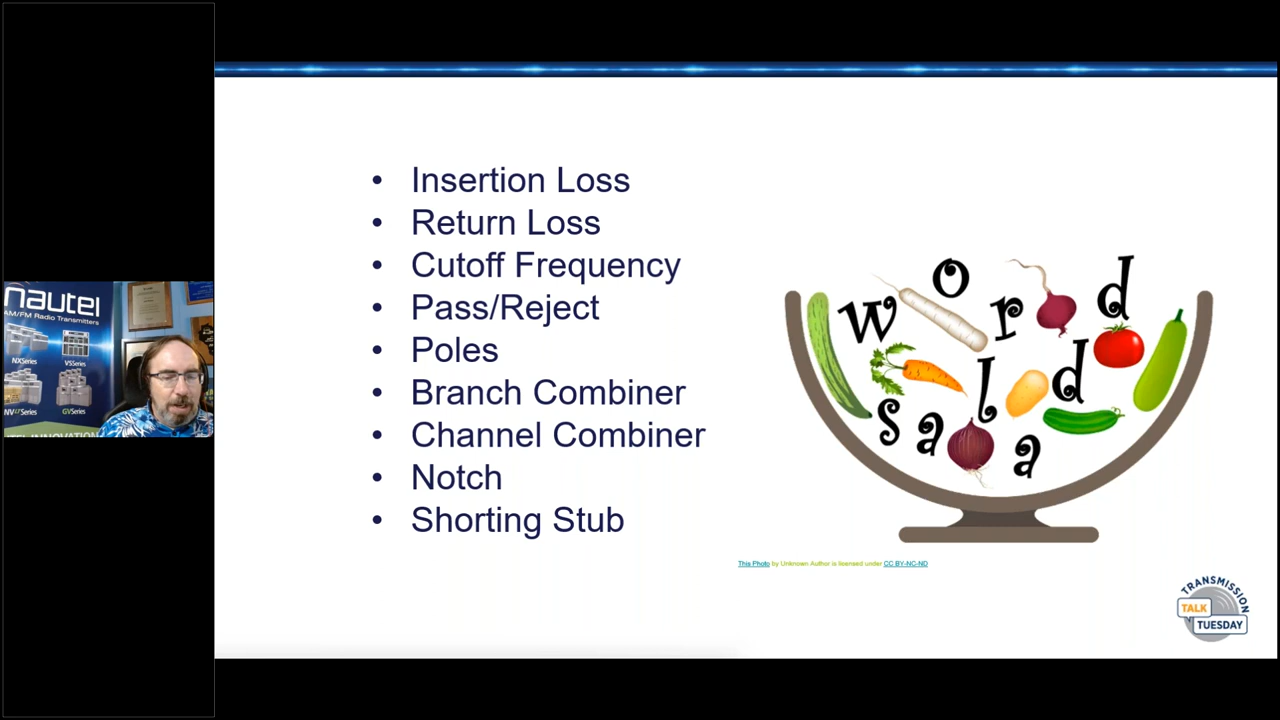 nautel
AM/FM Radio Transmitters
NXSeries
VSSeries
NVLTSeries
GVSeries
• Insertion Loss
• Return Loss
• Cutoff Frequency
• Pass/Reject
• Poles
• Branch Combiner
• Channel Combiner
• Notch
• Shorting Stub
word
salad
This Photo by Unknown Author is licensed under CC BY-NC-ND
TRANSMISSION
TALK
TUESDAY